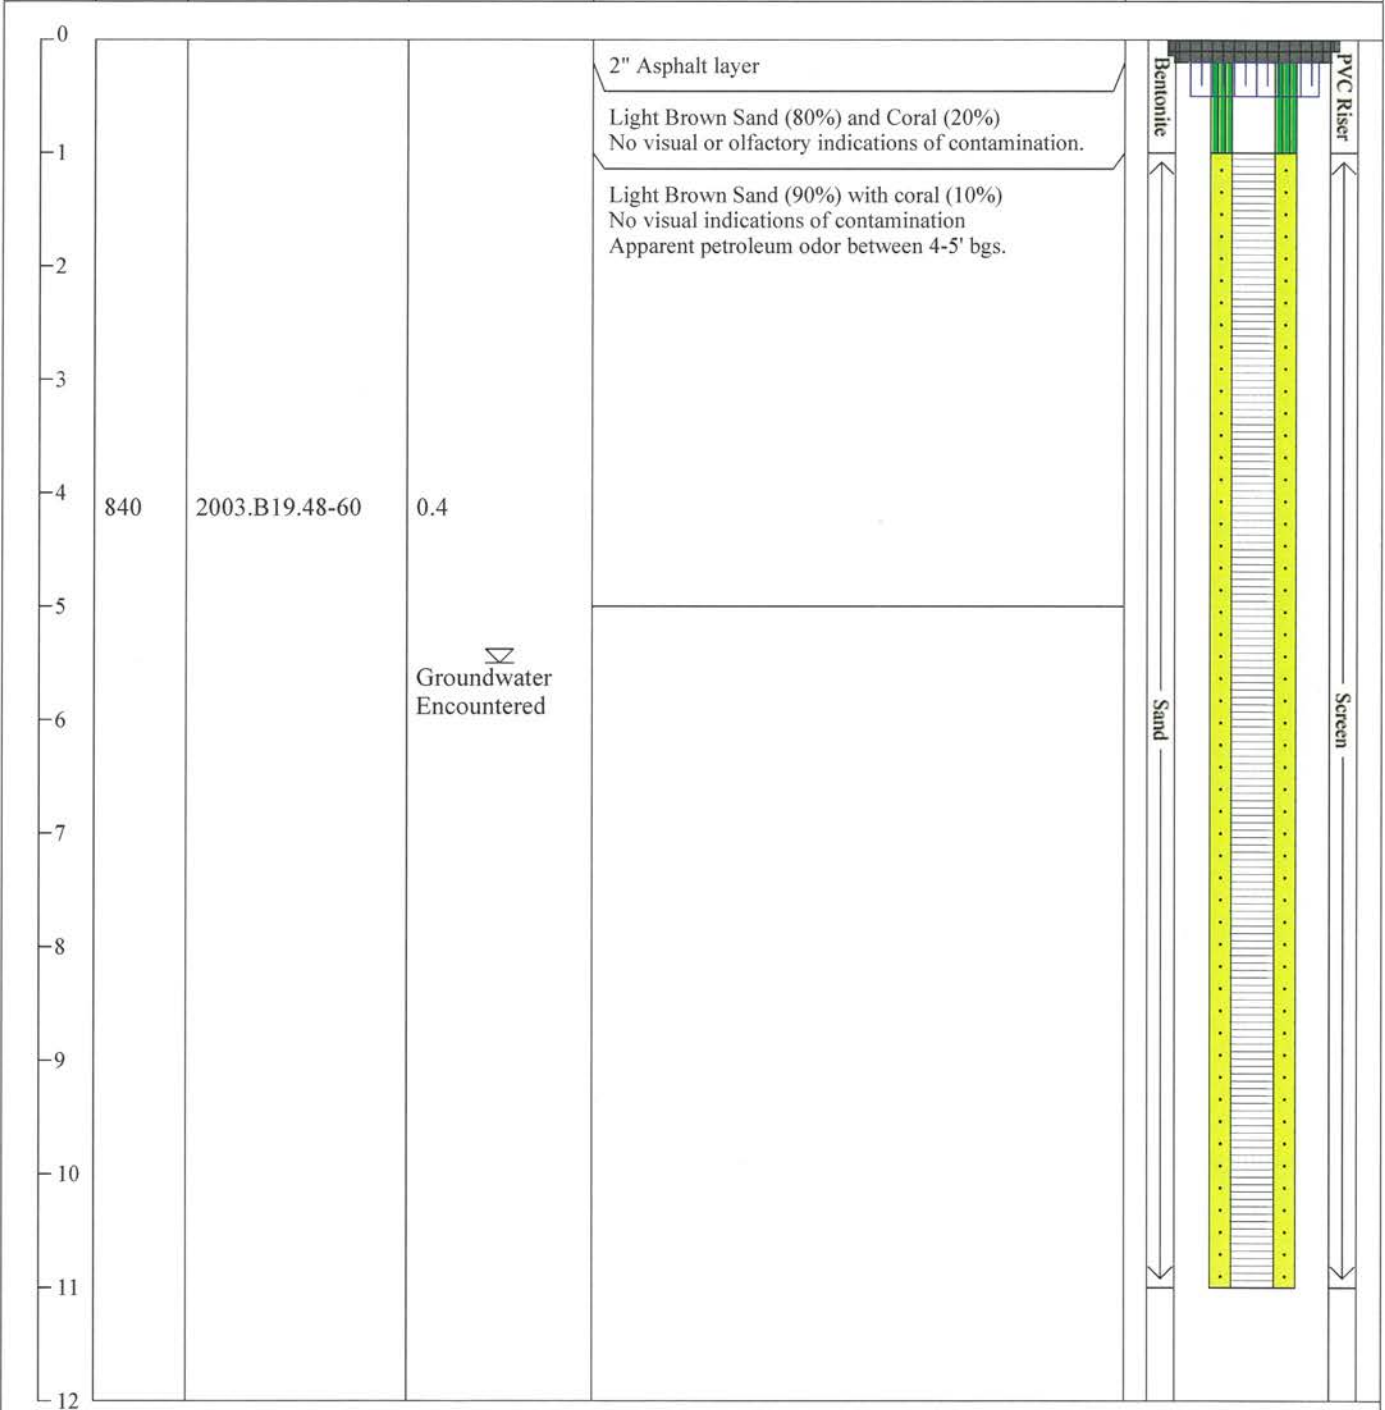 0
2" Asphalt layer
Light Brown Sand (80%) and Coral (20%)
No visual or olfactory indications of contamination.
Bentonite
PVC Riser
1
Light Brown Sand (90%) with coral (10%)
No visual indications of contamination
Apparent petroleum odor between 4-5' bgs.
2
3
4
840
2003.B19.48-60
0.4
5
Groundwater
Encountered
6
Sand
Screen
7
8
9
10
11
12